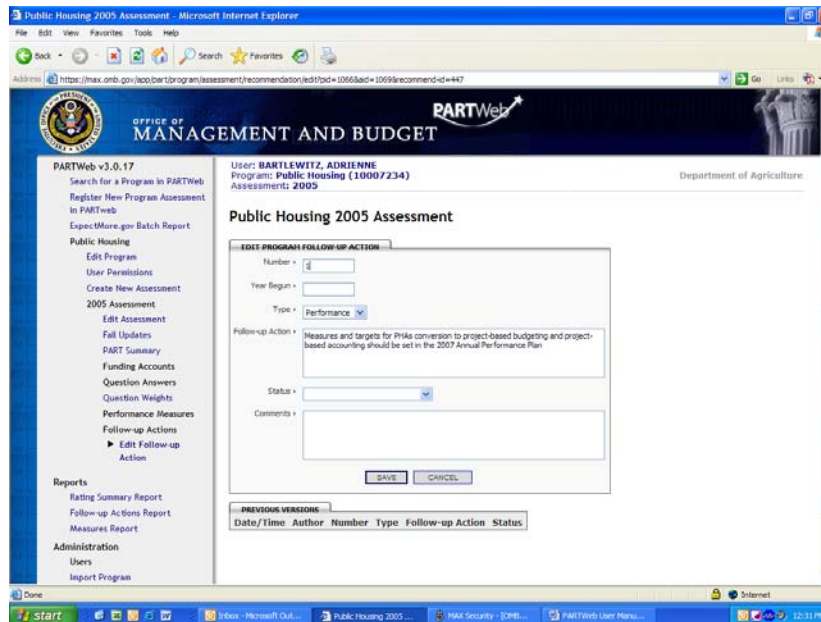 Public Housing 2005 Assessment - Microsoft Internet Explorer
File Edit View Favorites Tools Help
Back Search Favorites
Address https://max.omb.gov/app/part/program/assessment/recommendation/edit?pid=1066&aid=1069&recommend-id=447 Go Links
OFFICE OF
MANAGEMENT AND BUDGET
PARTWeb
PARTWeb v3.0.17
Search for a Program in PARTWeb
Register New Program Assessment
in PARTweb
ExpectMore.gov Batch Report
Public Housing
Edit Program
User Permissions
Create New Assessment
2005 Assessment
Edit Assessment
Fall Updates
PART Summary
Funding Accounts
Question Answers
Question Weights
Performance Measures
Follow-up Actions
Edit Follow-up
Action
Reports
Rating Summary Report
Follow-up Actions Report
Measures Report
Administration
Users
Import Program
User: BARTLEWITZ, ADRIENNE
Program: Public Housing (10007234)
Assessment: 2005
Department of Agriculture
Public Housing 2005 Assessment
EDIT PROGRAM FOLLOW-UP ACTION
Number
Year Begun
Type Performance
Follow-up Action Measures and targets for PHAs conversion to project-based budgeting and project-
based accounting should be set in the 2007 Annual Performance Plan
Status
Comments
SAVE CANCEL
PREVIOUS VERSIONS
Date/Time Author Number Type Follow-up Action Status
Done Internet
start Inbox - Microsoft Out... Public Housing 2005 ... MAX Security - [OMB... PARTWeb User Manu... 12:31 PM